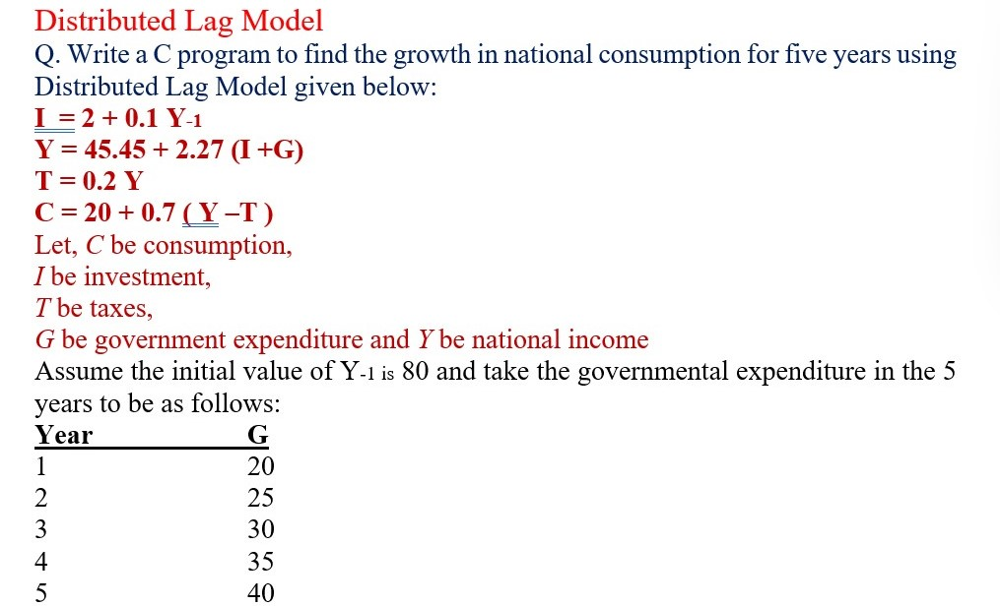 Distributed Lag Model
Q. Write a C program to find the growth in national consumption for five years using
Distributed Lag Model given below:
I = 2 + 0.1 Y-1
Y = 45.45 + 2.27 (I +G)
T = 0.2 Y
C = 20 + 0.7 ( Y –T )
Let, C be consumption,
I be investment,
T be taxes,
G be government expenditure and Y be national income
Assume the initial value of Y-1 is 80 and take the governmental expenditure in the 5
years to be as follows:
Year G
1 20
2 25
3 30
4 35
5 40